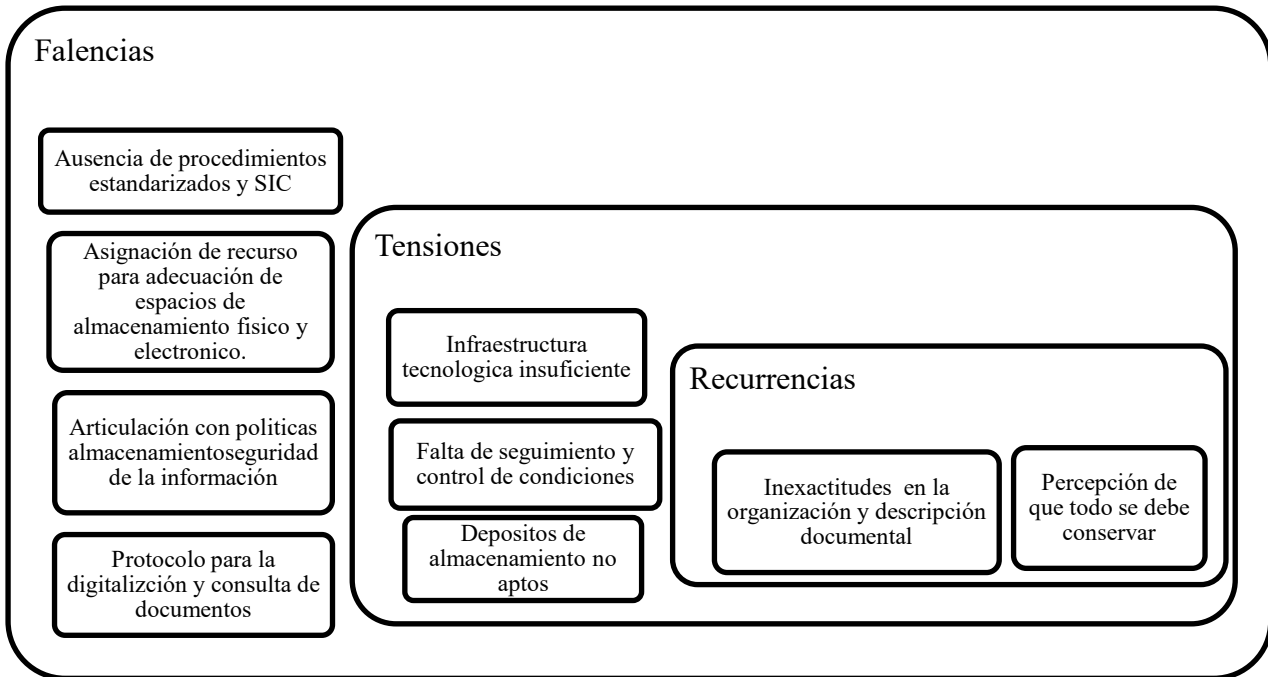 Falencias
Ausencia de procedimientos
estandarizados y SIC
Asignación de recurso
para adecuación de
espacios de
almacenamiento fisico y
electronico.
Articulación con politicas
almacenamientoseguridad
de la información
Protocolo para la
digitalizción y consulta de
documentos
Tensiones
Infraestructura
tecnologica insuficiente
Falta de seguimiento y
control de condiciones
Depositos de
almacenamiento no
aptos
Recurrencias
Inexactitudes en la
organización y descripción
documental
Percepción de
que todo se debe
conservar